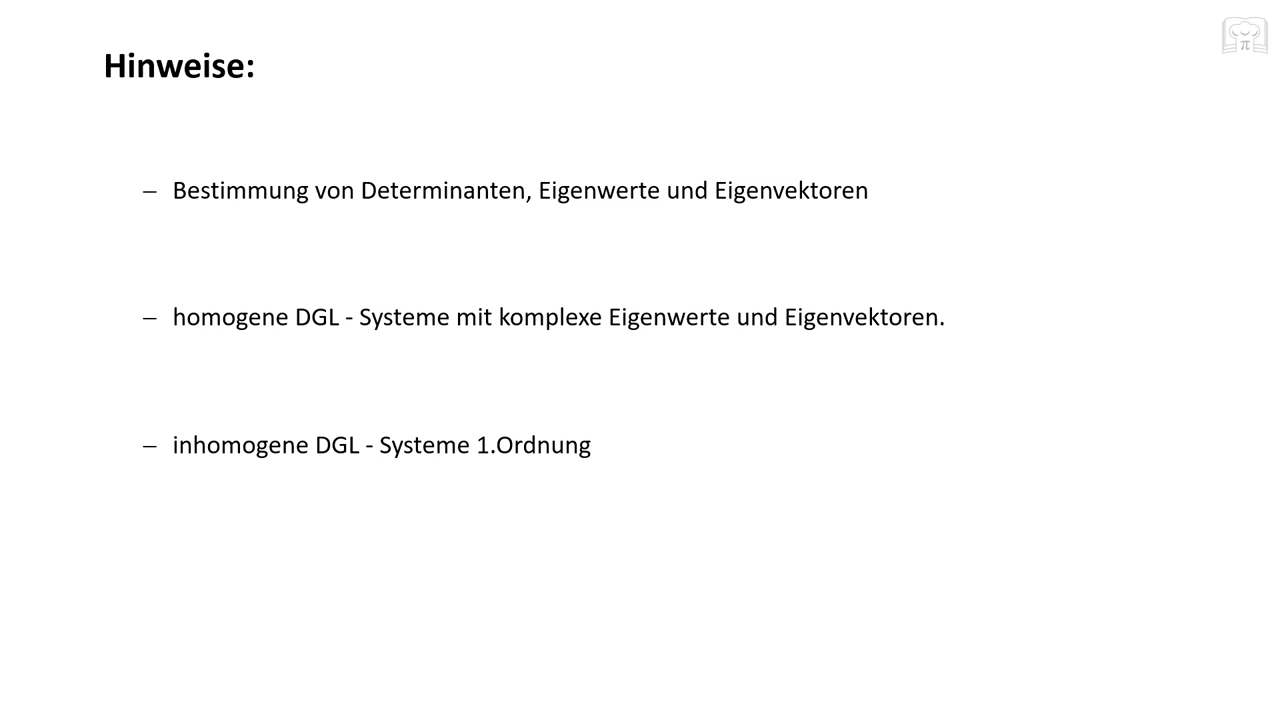 Hinweise:
– Bestimmung von Determinanten, Eigenwerte und Eigenvektoren
– homogene DGL - Systeme mit komplexe Eigenwerte und Eigenvektoren.
– inhomogene DGL - Systeme 1.Ordnung
π